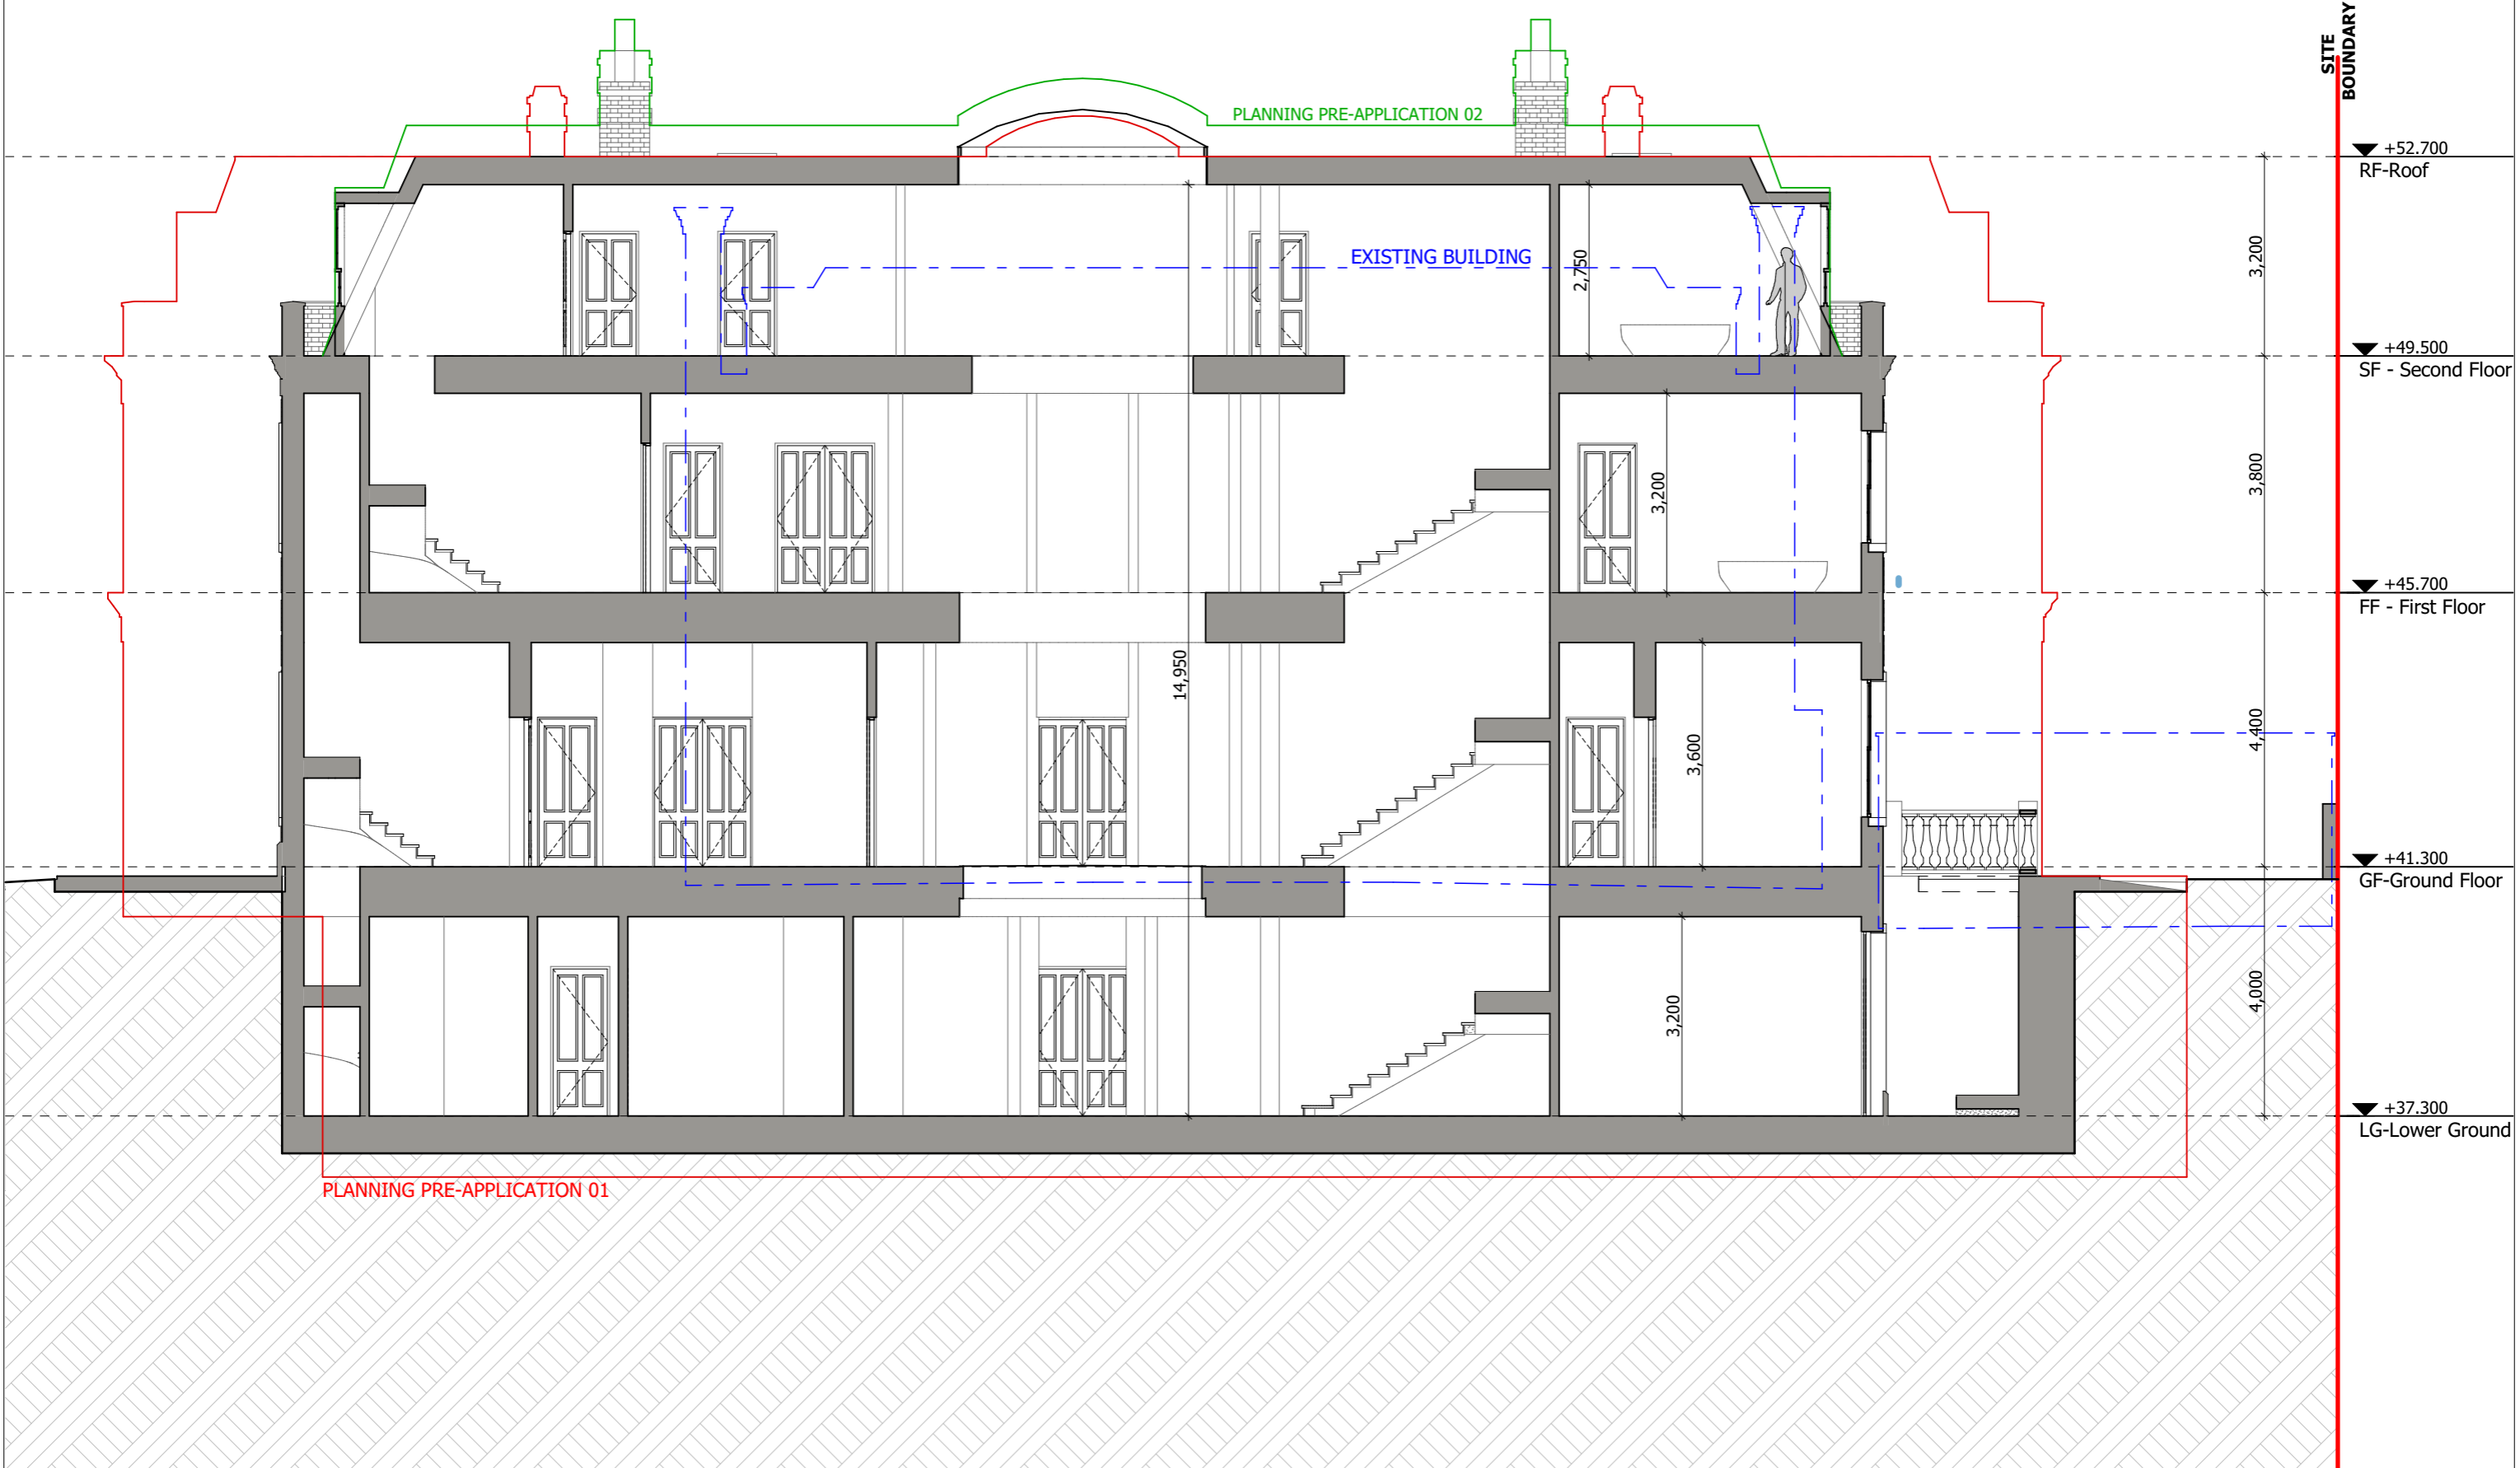 SITE
BOUNDARY
PLANNING PRE-APPLICATION 02
+52.700
RF-Roof
EXISTING BUILDING
2,750
3,200
+49.500
SF - Second Floor
3,200
3,800
+45.700
FF - First Floor
14,950
3,600
4,400
+41.300
GF-Ground Floor
3,200
4,000
+37.300
LG-Lower Ground
PLANNING PRE-APPLICATION 01